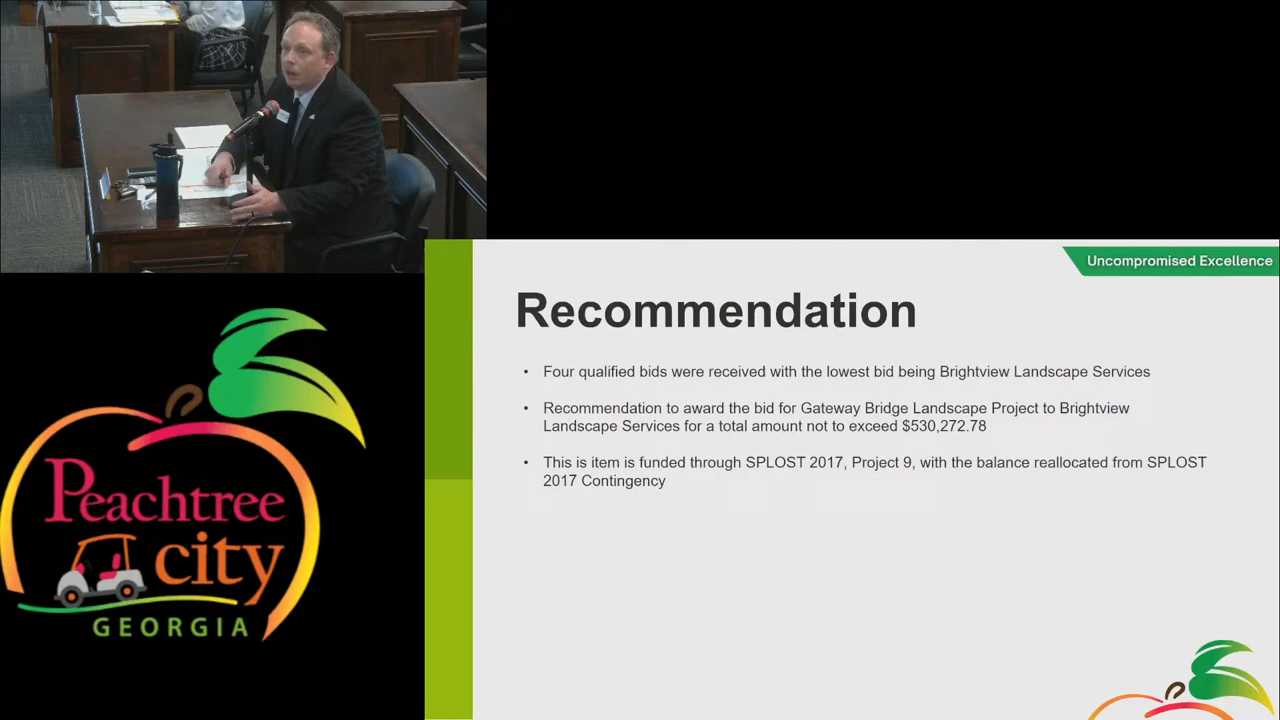 Uncompromised Excellence
Recommendation
• Four qualified bids were received with the lowest bid being Brightview Landscape Services
• Recommendation to award the bid for Gateway Bridge Landscape Project to Brightview
Landscape Services for a total amount not to exceed $530,272.78
• This is item is funded through SPLOST 2017, Project 9, with the balance reallocated from SPLOST
2017 Contingency
Peachtree
city
GEORGIA